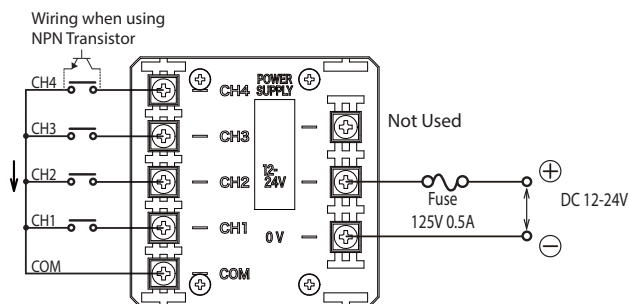 Wiring when using
NPN Transistor
CH4
CH3
CH2
CH1
COM
CH4
CH3
CH2
CH1
COM
POWER
SUPPLY
12-
24V
0 V
Not Used
Fuse
125V 0.5A
+
−
DC 12-24V